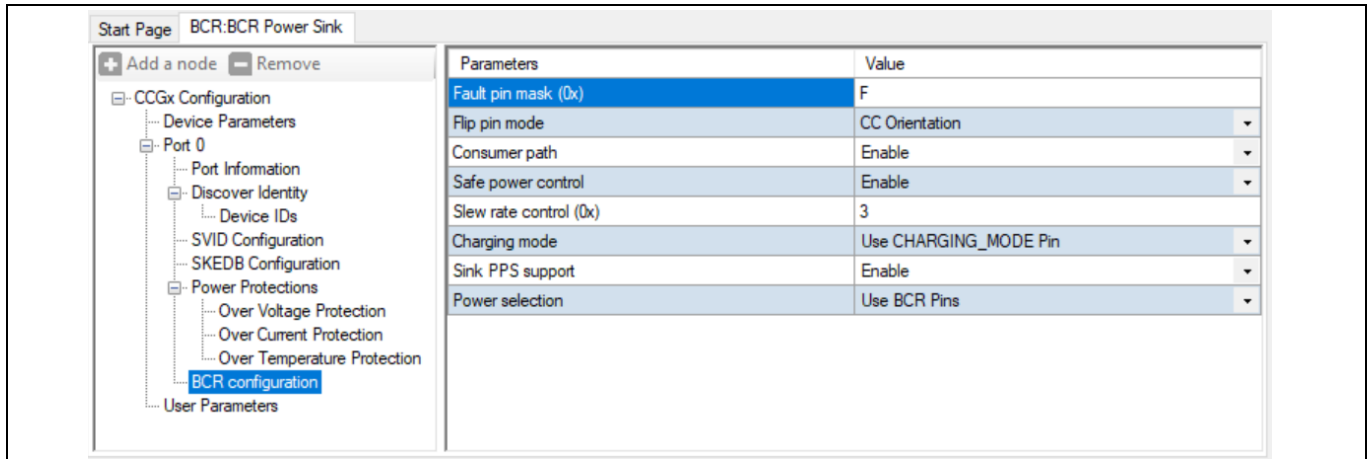 Start Page BCR:BCR Power Sink
Add a node Remove
CCGx Configuration
Device Parameters
Port 0
Port Information
Discover Identity
Device IDs
SVID Configuration
SKEDB Configuration
Power Protections
Over Voltage Protection
Over Current Protection
Over Temperature Protection
BCR configuration
User Parameters
Parameters Value
Fault pin mask (0x) F
Flip pin mode CC Orientation
Consumer path Enable
Safe power control Enable
Slew rate control (0x) 3
Charging mode Use CHARGING_MODE Pin
Sink PPS support Enable
Power selection Use BCR Pins